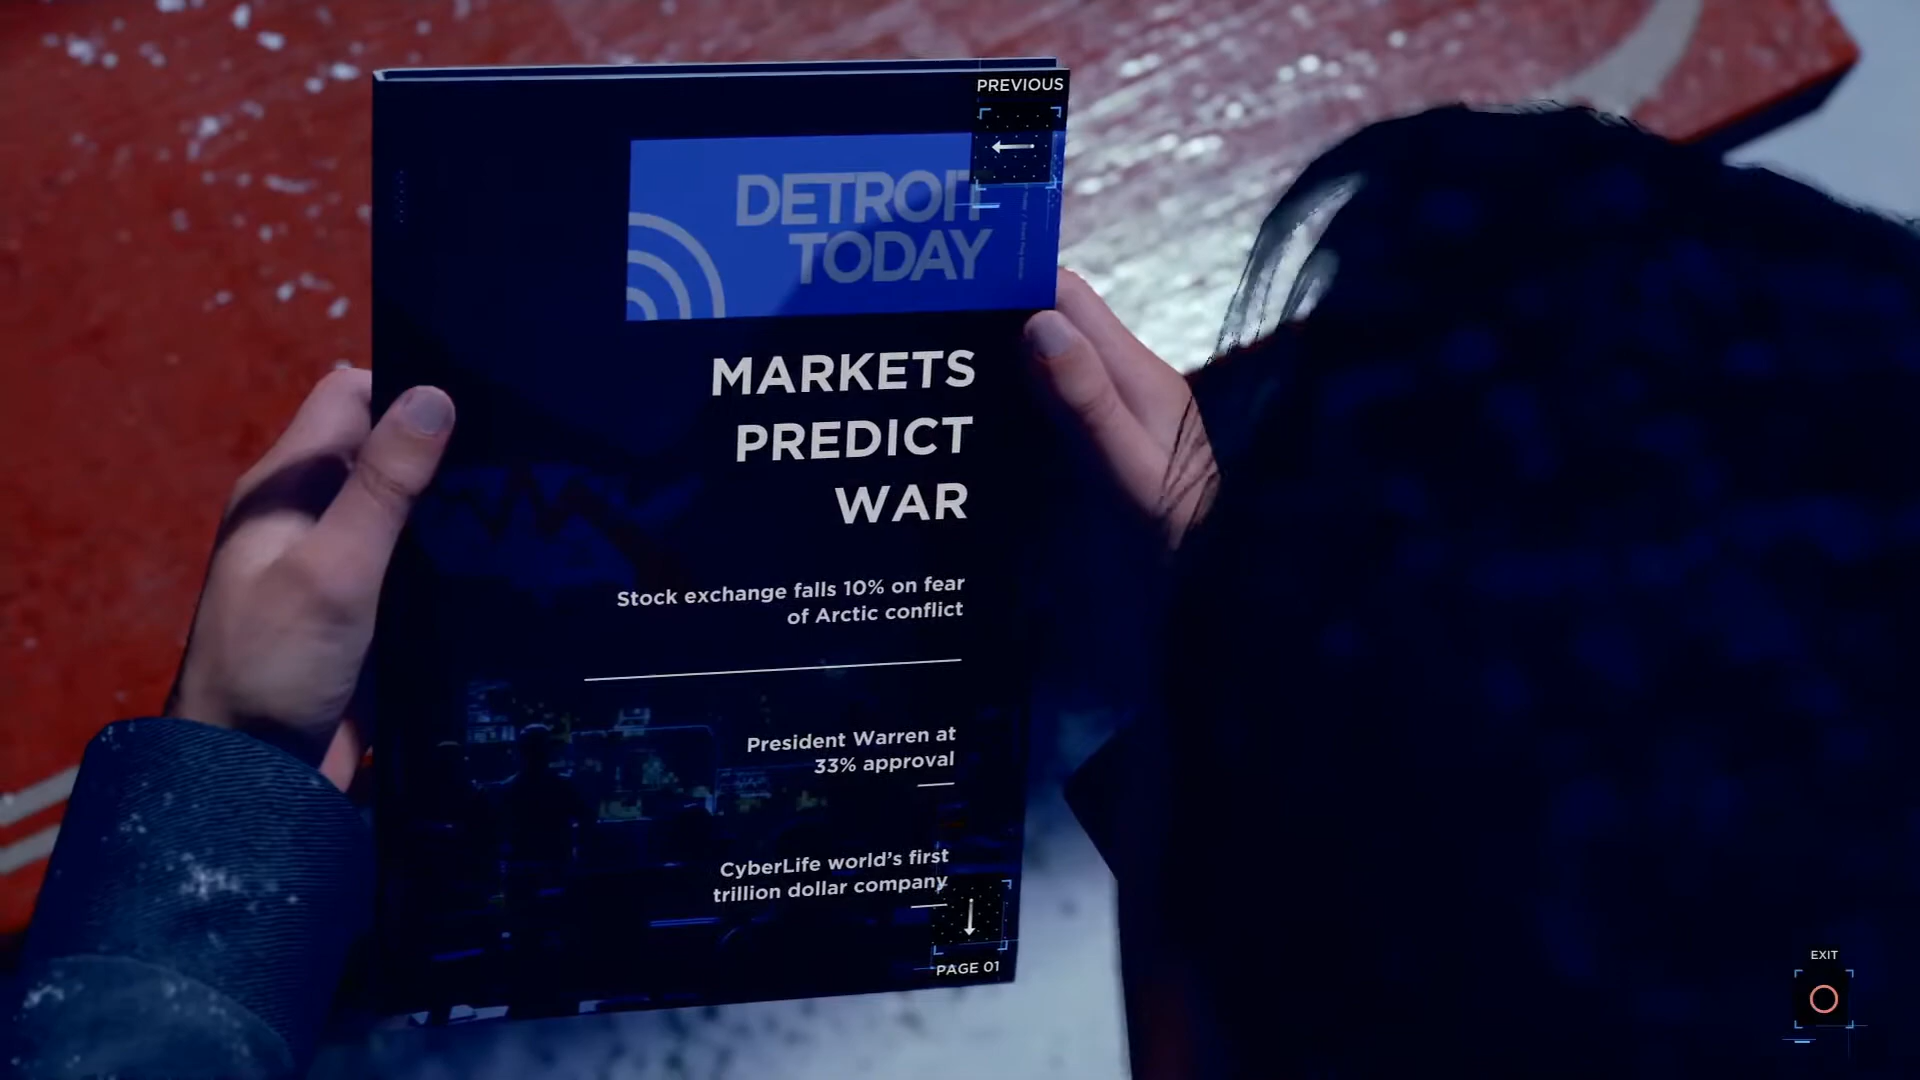 PREVIOUS
DETROIT
TODAY
MARKETS
PREDICT
WAR
Stock exchange falls 10% on fear
of Arctic conflict
President Warren at
33% approval
CyberLife world's first
trillion dollar company
PAGE 01
EXIT